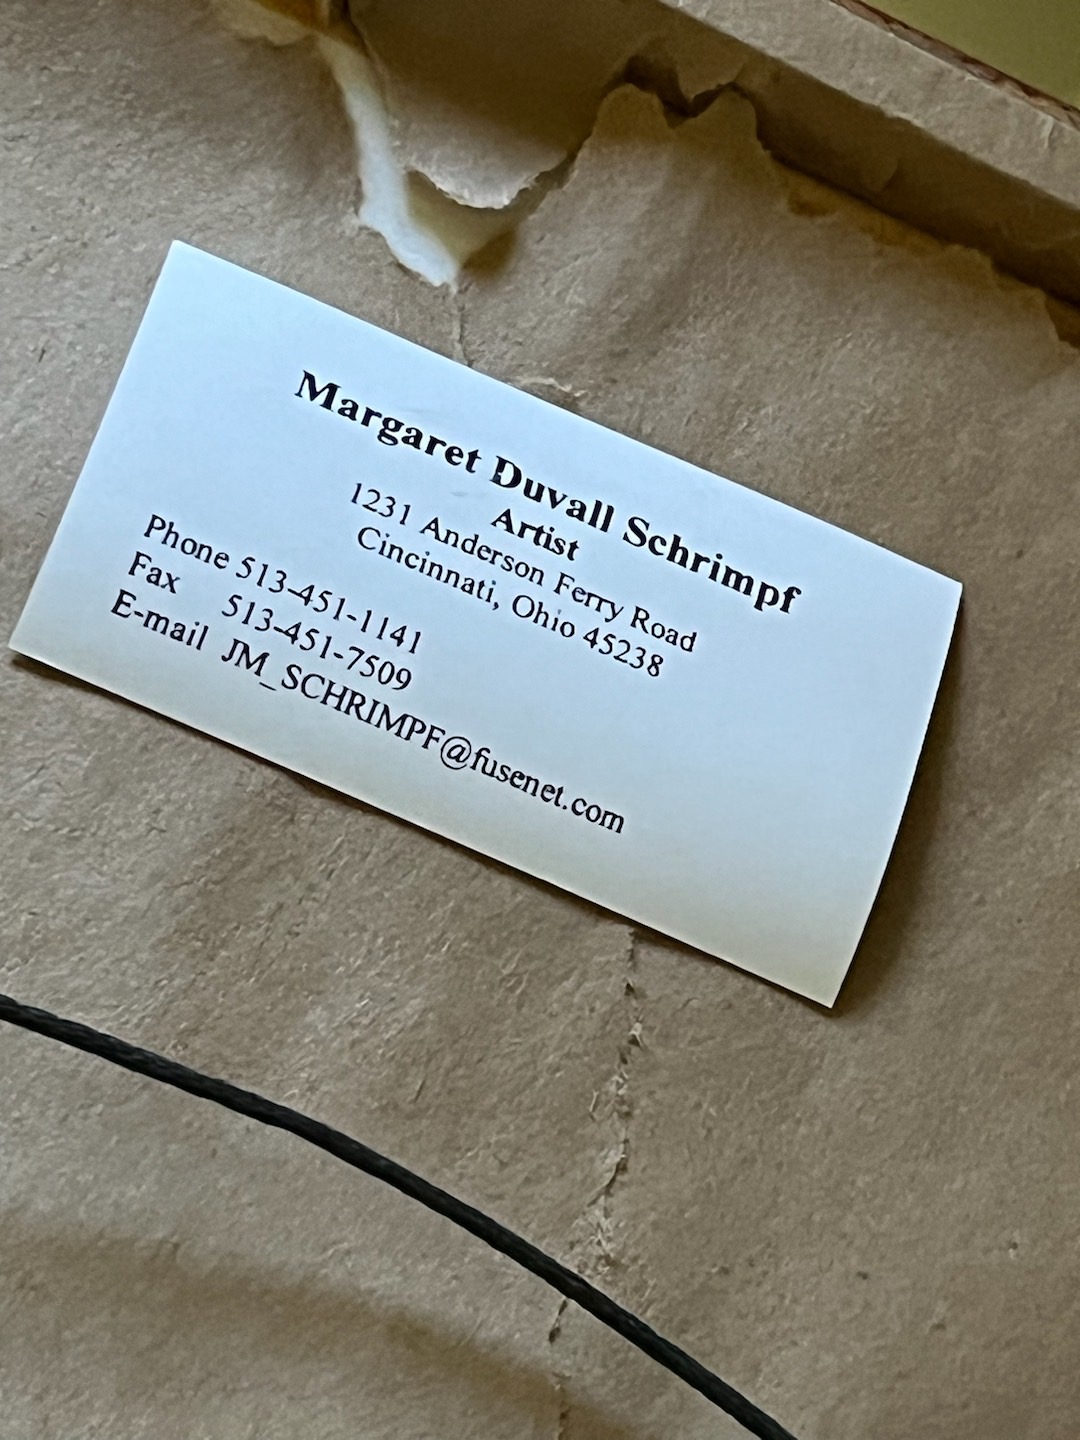 Margaret Duvall Schrimpf
Artist
1231 Anderson Ferry Road
Cincinnati, Ohio 45238
Phone 513-451-1141
Fax 513-451-7509
E-mail JM_SCHRIMPF@fusenet.com